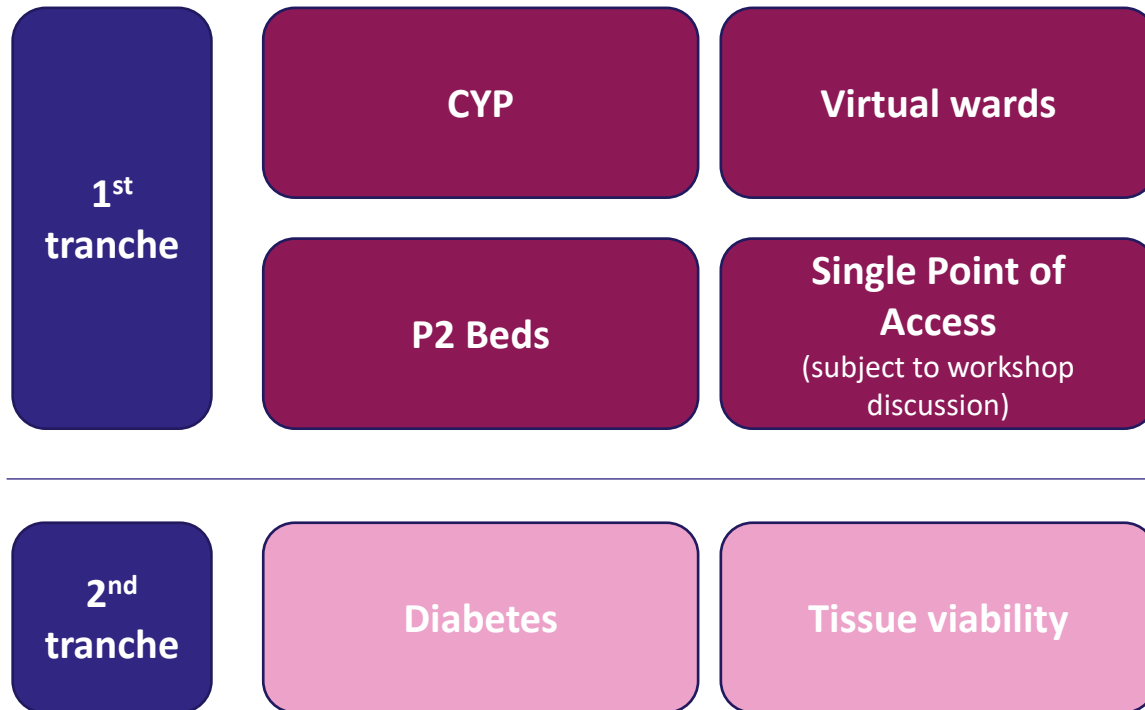 CYP
Virtual wards
1st
tranche
P2 Beds
Single Point of
Access
(subject to workshop
discussion)
2nd
tranche
Diabetes
Tissue viability